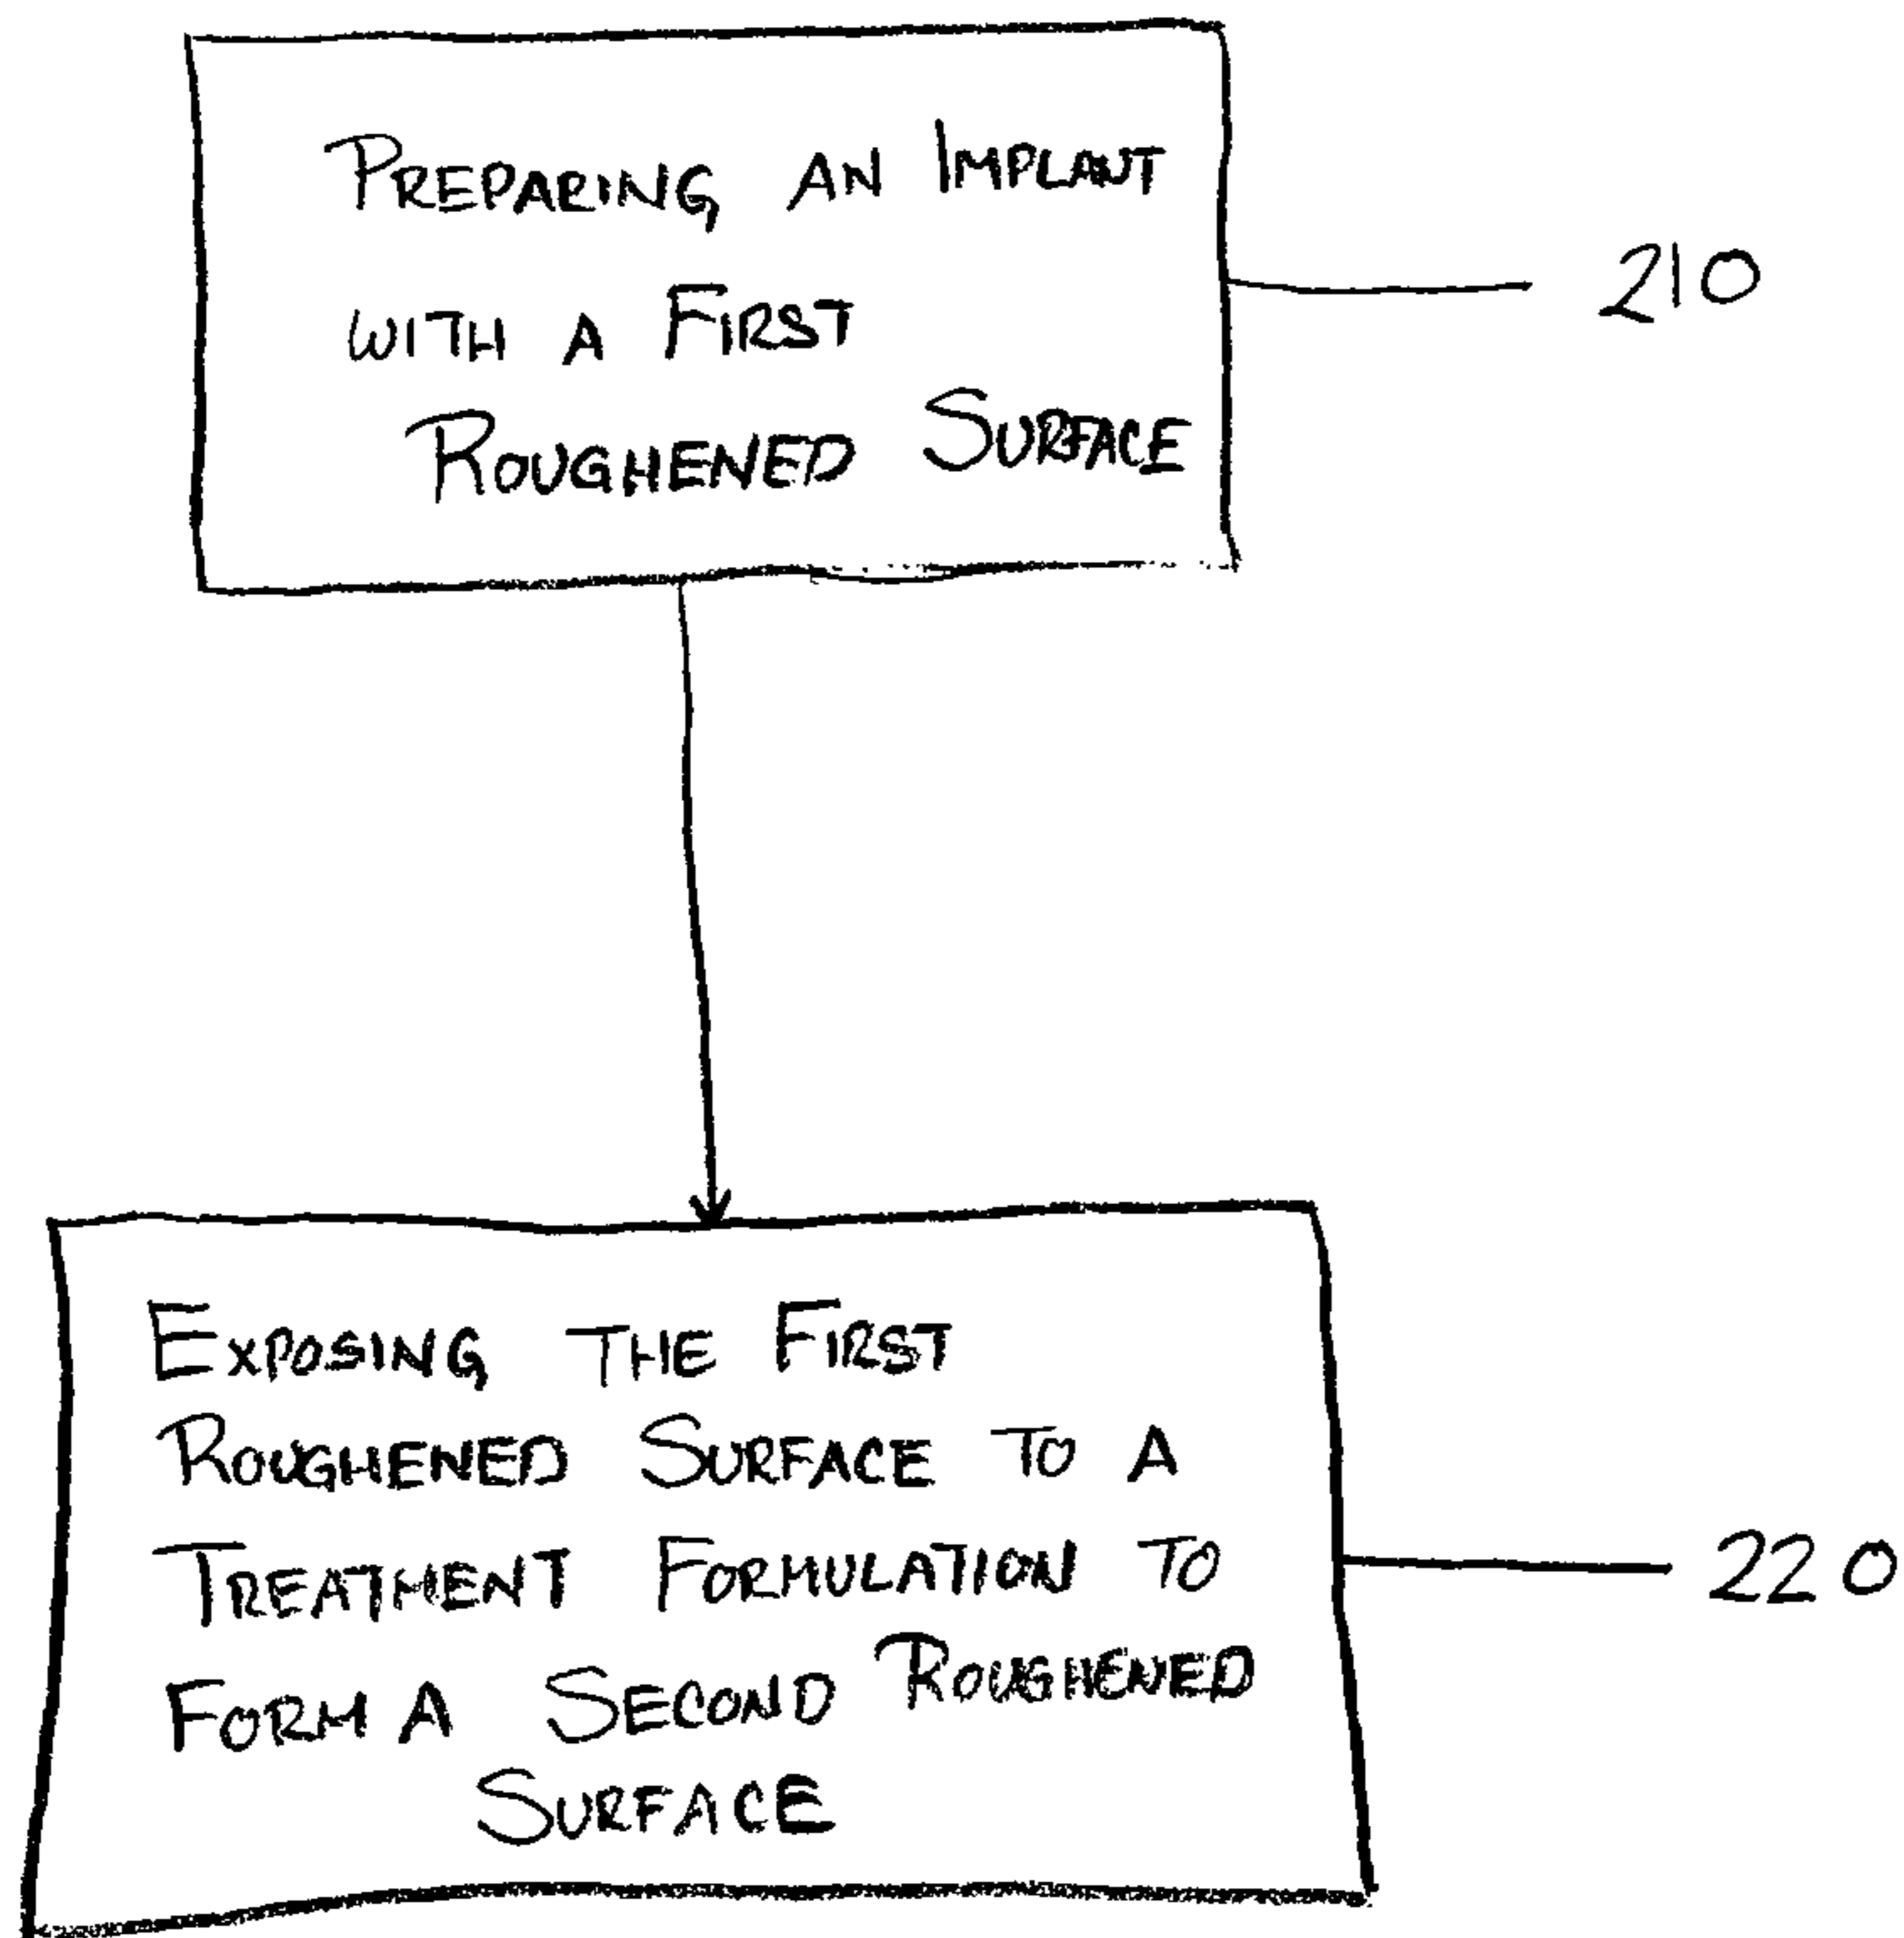 PREPARING AN IMPLANT
WITH A FIRST
ROUGHENED SURFACE
210
EXPOSING THE FIRST
ROUGHENED SURFACE TO A
TREATMENT FORMULATION TO
FORM A SECOND ROUGHENED
SURFACE
220